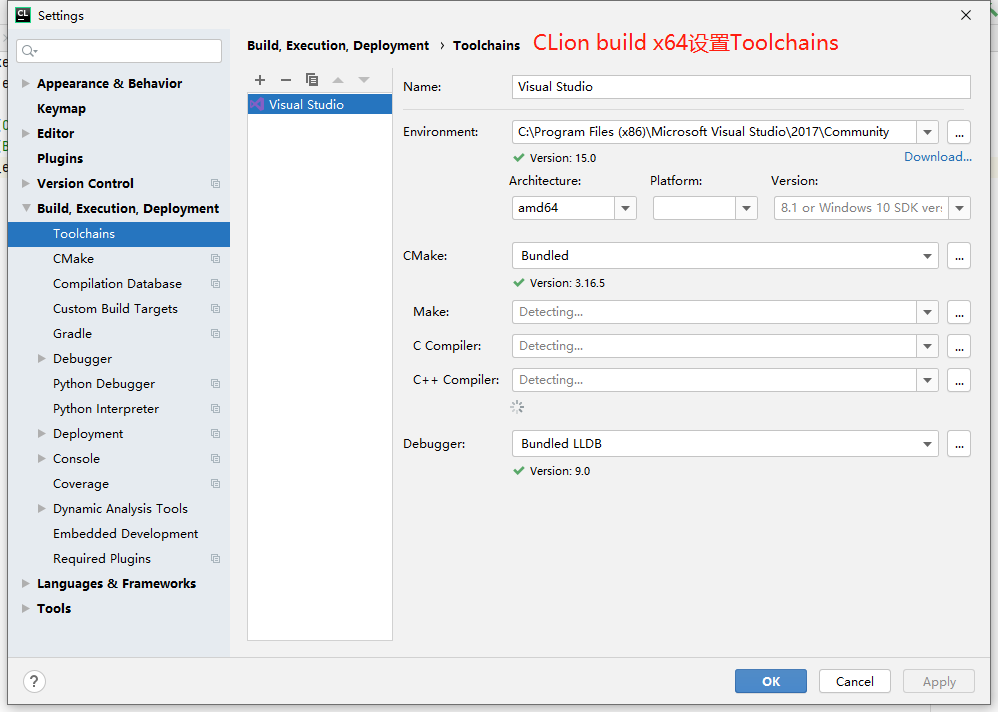 CL
Settings
Build, Execution, Deployment › Toolchains
CLion build x64设置Toolchains
Appearance & Behavior
Keymap
Editor
Plugins
Version Control
Build, Execution, Deployment
Toolchains
CMake
Compilation Database
Custom Build Targets
Gradle
Debugger
Python Debugger
Python Interpreter
Deployment
Console
Coverage
Dynamic Analysis Tools
Embedded Development
Required Plugins
Languages & Frameworks
Tools
Visual Studio
Name: Visual Studio
Environment: C:\Program Files (x86)\Microsoft Visual Studio\2017\Community ...
Version: 15.0 Download...
Architecture: Platform: Version:
amd64 8.1 or Windows 10 SDK ver
CMake: Bundled ...
Version: 3.16.5
Make: Detecting... ...
C Compiler: Detecting... ...
C++ Compiler: Detecting... ...
Debugger: Bundled LLDB ...
Version: 9.0
? OK Cancel Apply